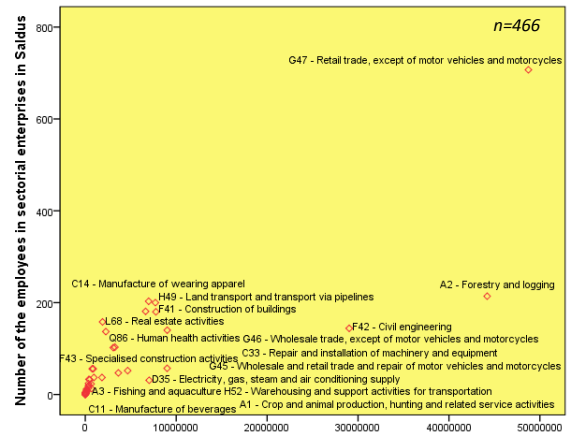 n=466
800
G47 - Retail trade, except of motor vehicles and motorcycles
600
400
C14 - Manufacture of wearing apparel
A2 - Forestry and logging
H49 - Land transport and transport via pipelines
200
F41 - Construction of buildings
L68 - Real estate activities
F42 - Civil engineering
Q86 - Human health activities
G46 - Wholesale trade, except of motor vehicles and motorcycles
C33 - Repair and installation of machinery and equipment
F43 - Specialised construction activities
G45 - Wholesale and retail trade and repair of motor vehicles and motorcycles
D35 - Electricity, gas, steam and air conditioning supply
0
A3 - Fishing and aquaculture
H52 - Warehousing and support activities for transportation
C11 - Manufacture of beverages
A1 - Crop and animal production, hunting and related service activities
0
10000000
20000000
30000000
40000000
50000000
Number of the employees in sectorial enterprises in Saldus